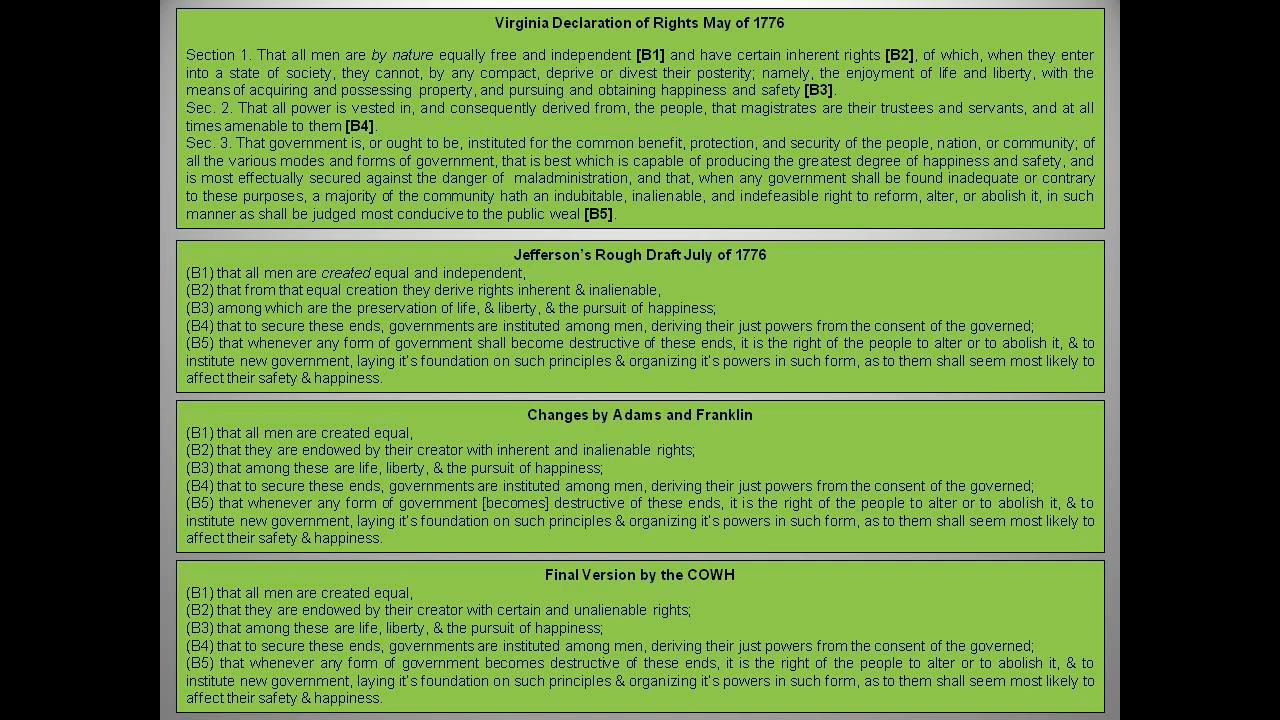 Virginia Declaration of Rights May of 1776
Section 1. That all men are by nature equally free and independent [B1] and have certain inherent rights [B2], of which, when they enter
into a state of society, they cannot, by any compact, deprive or divest their posterity; namely, the enjoyment of life and liberty, with the
means of acquiring and possessing property, and pursuing and obtaining happiness and safety [B3].
Sec. 2. That all power is vested in, and consequently derived from, the people, that magistrates are their trustees and servants, and at all
times amenable to them [B4].
Sec. 3. That government is, or ought to be, instituted for the common benefit, protection, and security of the people, nation, or community; of
all the various modes and forms of government, that is best which is capable of producing the greatest degree of happiness and safety, and
is most effectually secured against the danger of maladministration, and that, when any government shall be found inadequate or contrary
to these purposes, a majority of the community hath an indubitable, inalienable, and indefeasible right to reform, alter, or abolish it, in such
manner as shall be judged most conducive to the public weal [B5].
Jefferson's Rough Draft July of 1776
(B1) that all men are created equal and independent,
(B2) that from that equal creation they derive rights inherent & inalienable,
(B3) among which are the preservation of life, & liberty, & the pursuit of happiness;
(B4) that to secure these ends, governments are instituted among men, deriving their just powers from the consent of the governed;
(B5) that whenever any form of government shall become destructive of these ends, it is the right of the people to alter or to abolish it, & to
institute new government, laying it's foundation on such principles & organizing it's powers in such form, as to them shall seem most likely to
affect their safety & happiness.
Changes by Adams and Franklin
(B1) that all men are created equal,
(B2) that they are endowed by their creator with inherent and inalienable rights;
(B3) that among these are life, liberty, & the pursuit of happiness;
(B4) that to secure these ends, governments are instituted among men, deriving their just powers from the consent of the governed;
(B5) that whenever any form of government [becomes] destructive of these ends, it is the right of the people to alter or to abolish it, & to
institute new government, laying it's foundation on such principles & organizing it's powers in such form, as to them shall seem most likely to
affect their safety & happiness.
Final Version by the COWH
(B1) that all men are created equal,
(B2) that they are endowed by their creator with certain and unalienable rights;
(B3) that among these are life, liberty, & the pursuit of happiness;
(B4) that to secure these ends, governments are instituted among men, deriving their just powers from the consent of the governed;
(B5) that whenever any form of government becomes destructive of these ends, it is the right of the people to alter or to abolish it, & to
institute new government, laying it's foundation on such principles & organizing it's powers in such form, as to them shall seem most likely to
affect their safety & happiness.